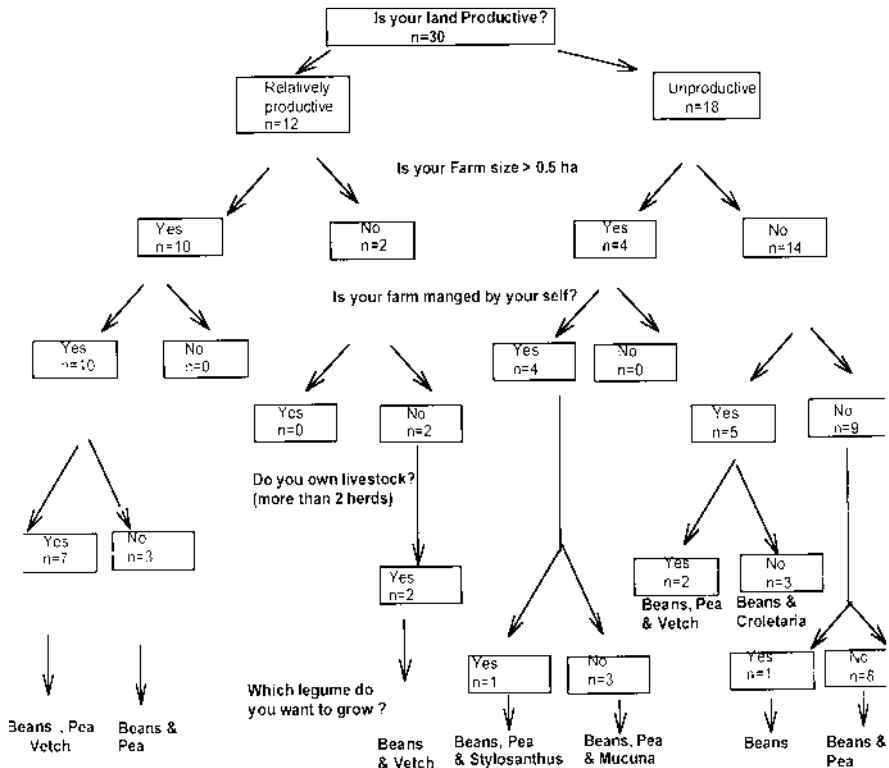 Is your land Productive?
n=30
Relatively
productive
n=12
Unproductive
n=18
Is your Farm size > 0.5 ha
Yes
n=10
No
n=2
Yes
n=4
No
n=14
Is your farm manged by your self?
Yes
n=10
No
n=0
Yes
n=4
No
n=0
Yes
n=0
No
n=2
Yes
n=5
No
n=9
Do you own livestock?
(more than 2 herds)
Yes
n=7
No
n=3
Yes
n=2
Yes
n=2
No
n=3
Beans, Pea
& Vetch
Beans &
Croletaria
Yes
n=1
No
n=3
Yes
n=1
No
n=8
Which legume do
you want to grow ?
Beans , Pea
Vetch
Beans &
Pea
Beans
& Vetch
Beans, Pea
& Stylosanthus
Beans, Pea
& Mucuna
Beans
Beans &
Pea